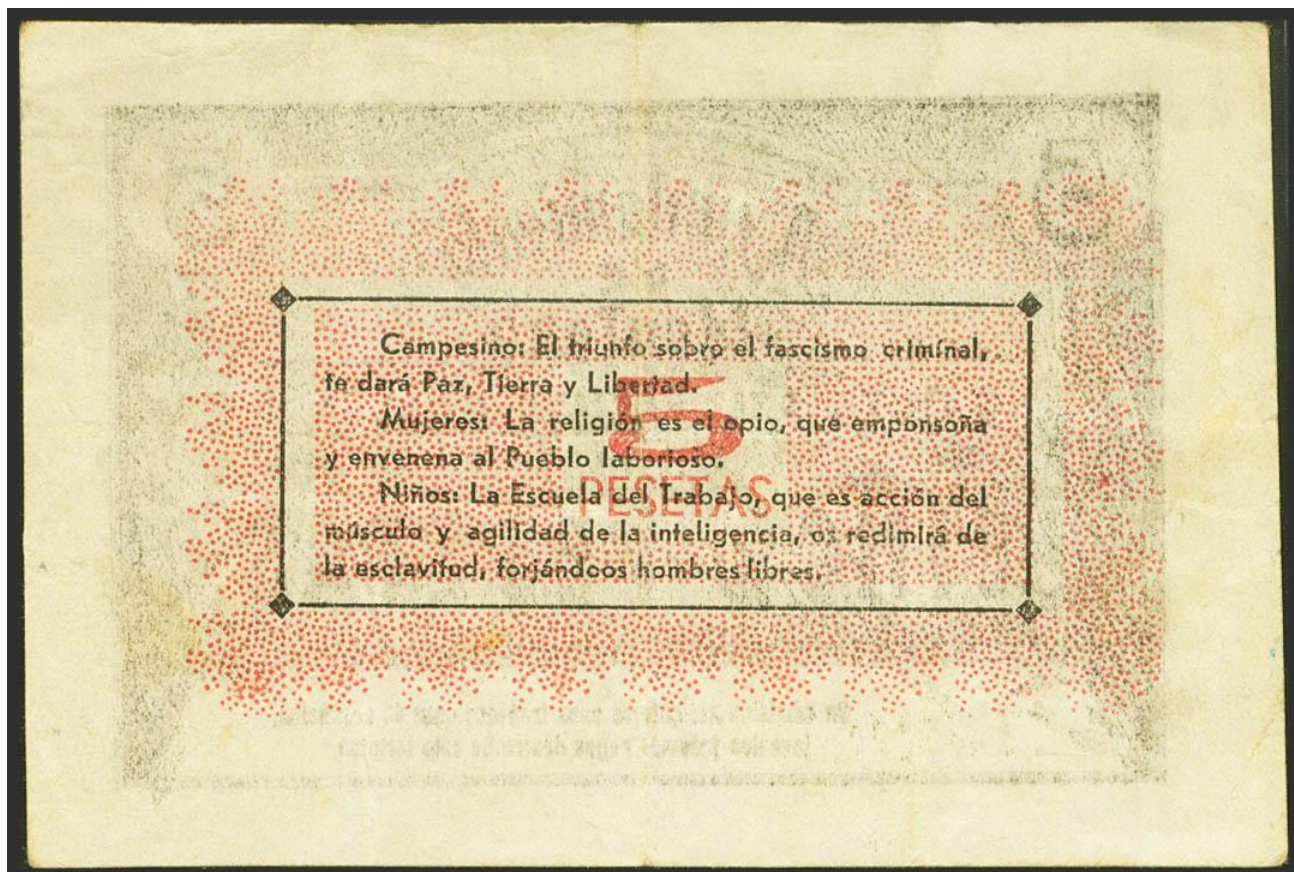 Campesino: El triunfo sobre el fascismo criminal,
te dará Paz, Tierra y Libertad.
Mujeres: La religión es el opio, que emponsoña
y envenena al Pueblo laborioso.
Niños: La Escuela del Trabajo, que es acción del
músculo y agilidad de la inteligencia, os redimirá de
la esclavitud, forjándoos hombres libres.
5
PESETAS